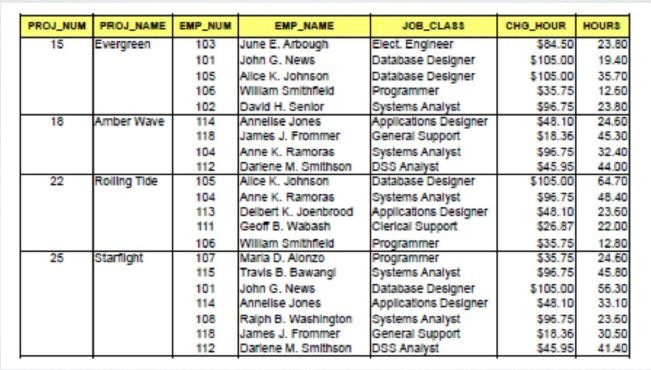 PROJ_NUM PROJ_NAME EMP_NUM EMP_NAME JOB_CLASS CHG_HOUR HOURS
15 Evergreen 103 June E. Arbough Elect. Engineer $84.50 23.80
101 John G. News Database Designer $105.00 19.40
105 Alice K. Johnson Database Designer $105.00 35.70
106 William Smithfield Programmer $35.75 12.60
102 David H. Senior Systems Analyst $96.75 23.80
18 Amber Wave 114 Annelise Jones Applications Designer $48.10 24.60
118 James J. Frommer General Support $18.36 45.30
104 Anne K. Ramoras Systems Analyst $96.75 32.40
112 Darlene M. Smithson DSS Analyst $45.95 44.00
22 Rolling Tide 105 Alice K. Johnson Database Designer $105.00 64.70
104 Anne K. Ramoras Systems Analyst $96.75 48.40
113 Delbert K. Joenbrood Applications Designer $48.10 23.60
111 Geoff B. Wabash Clerical Support $26.87 22.00
106 William Smithfield Programmer $35.75 12.80
25 Starflight 107 Maria D. Alonzo Programmer $35.75 24.60
115 Travis B. Bawangi Systems Analyst $96.75 45.80
101 John G. News Database Designer $105.00 56.30
114 Annelise Jones Applications Designer $48.10 33.10
108 Ralph B. Washington Systems Analyst $96.75 23.60
118 James J. Frommer General Support $18.36 30.50
112 Darlene M. Smithson DSS Analyst $45.95 41.40